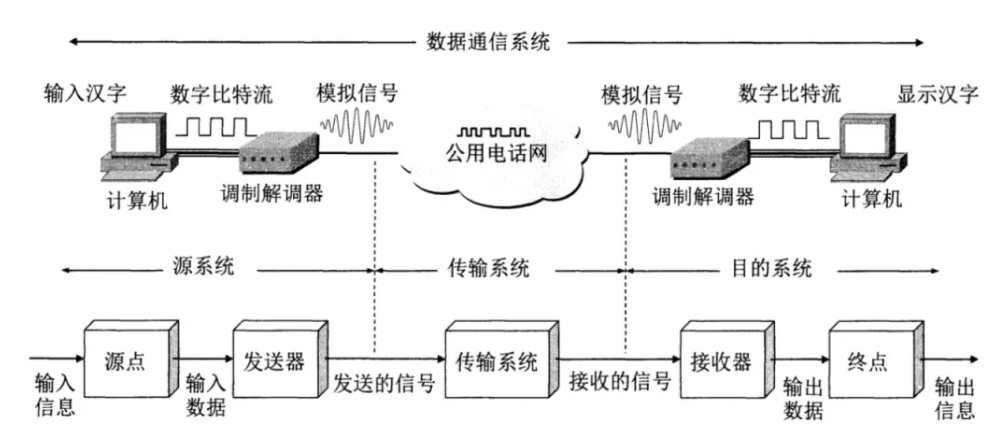 数据通信系统
输入汉字
数字比特流
模拟信号
模拟信号
数字比特流
显示汉字
公用电话网
计算机
调制解调器
调制解调器
计算机
源系统
传输系统
目的系统
源点
发送器
传输系统
接收器
终点
输入
信息
输入
数据
发送的信号
接收的信号
输出
数据
输出
信息